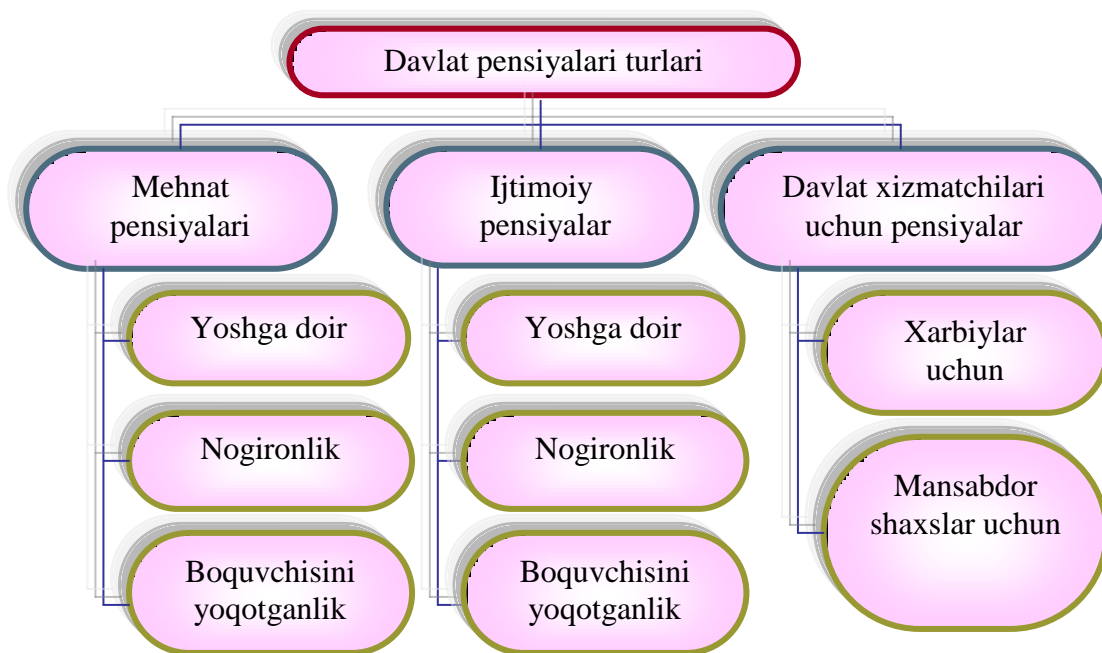 Davlat pensiyalari turlari
Mehnat
pensiyalari
Ijtimoiy
pensiyalar
Davlat xizmatchilari
uchun pensiyalar
Yoshga doir
Nogironlik
Boquvchisini
yoqotganlik
Yoshga doir
Nogironlik
Boquvchisini
yoqotganlik
Xarbiylar
uchun
Mansabdor
shaxslar uchun